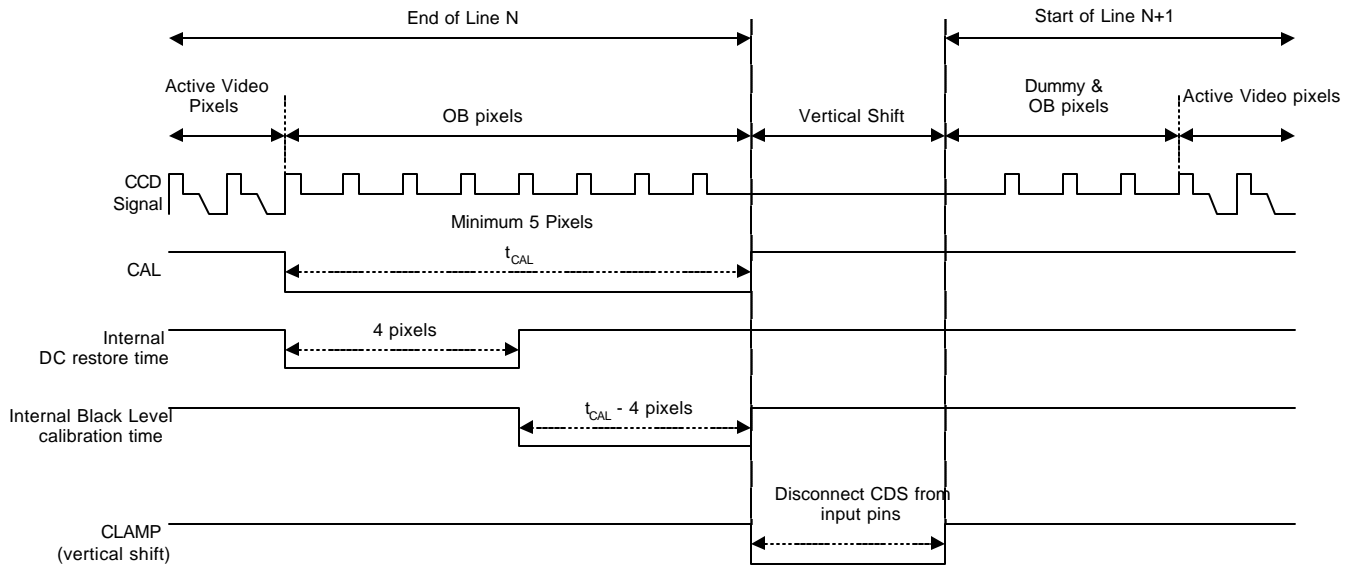 End of Line N
Start of Line N+1
Active Video
Pixels
OB pixels
Vertical Shift
Dummy &
OB pixels
Active Video pixels
CCD
Signal
Minimum 5 Pixels
tCAL
CAL
4 pixels
Internal
DC restore time
tCAL - 4 pixels
Internal Black Level
calibration time
Disconnect CDS from
input pins
CLAMP
(vertical shift)